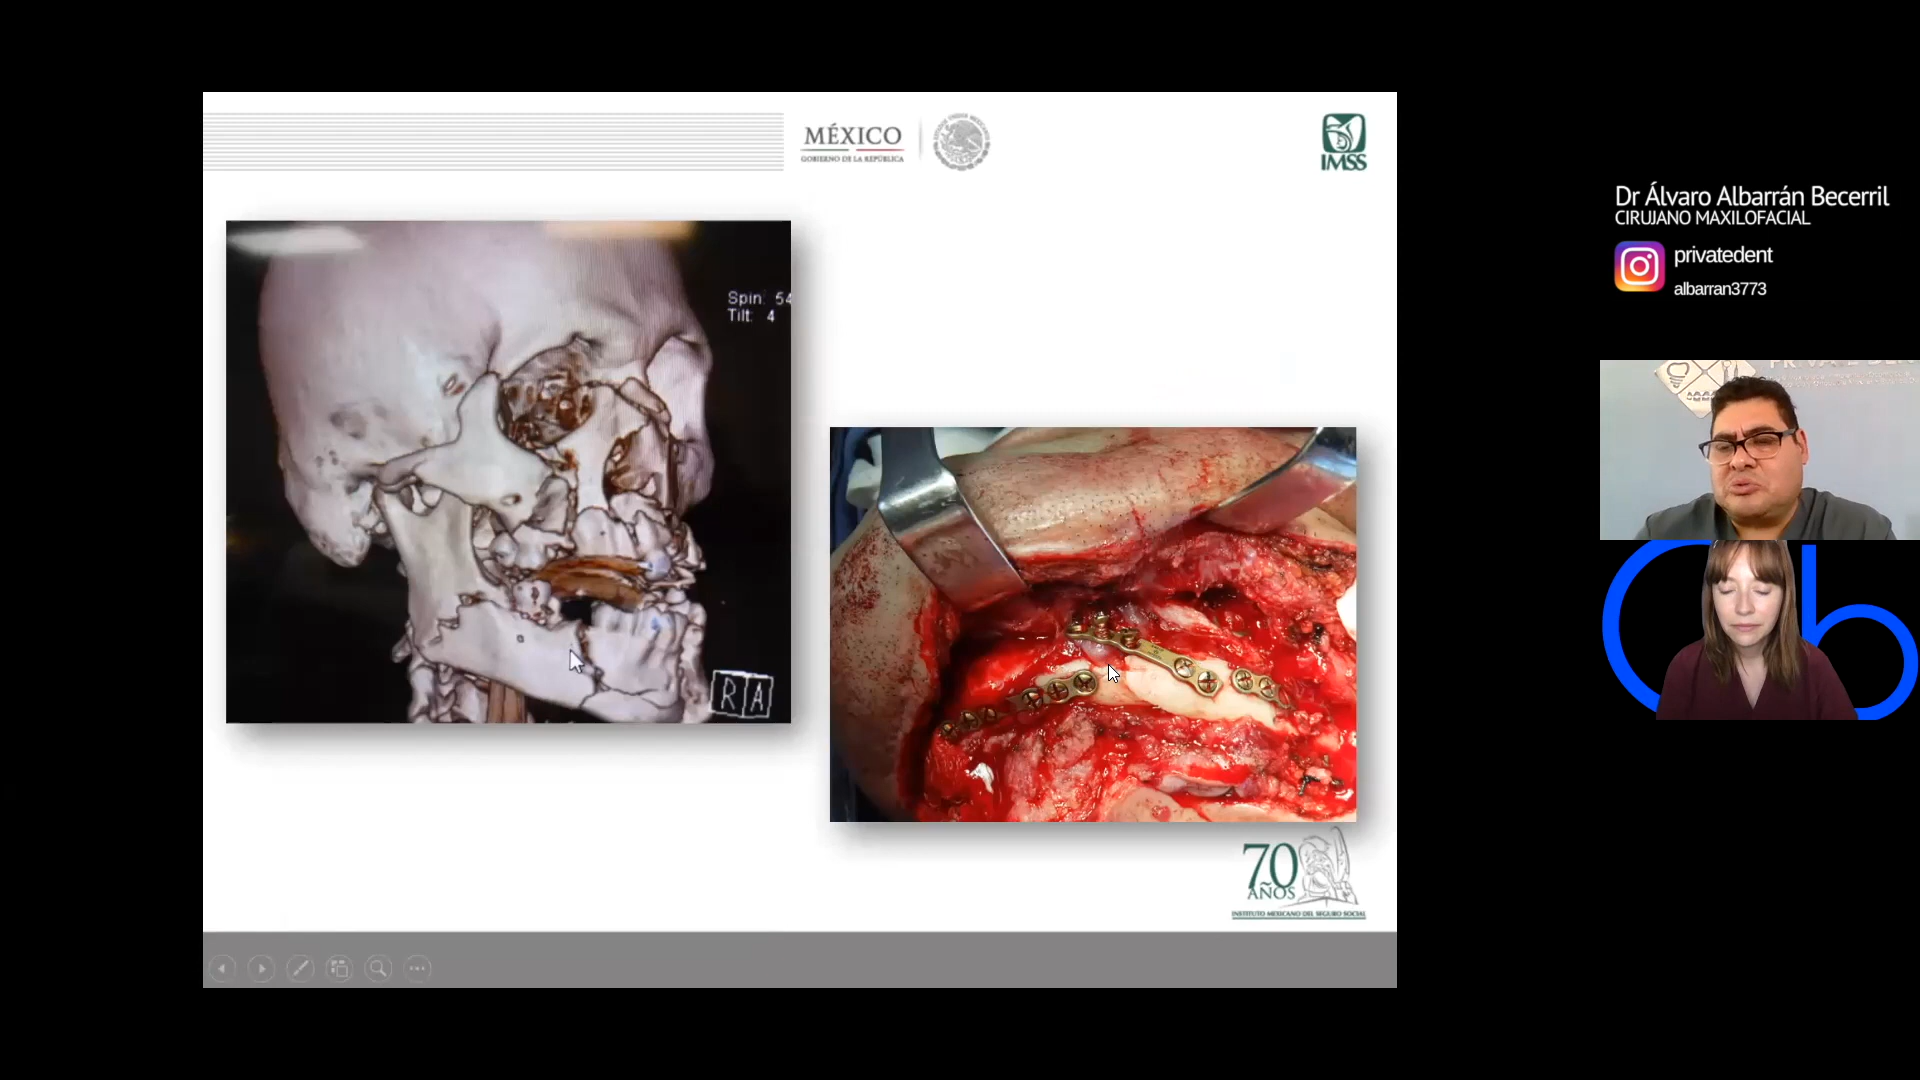 MÉXICO
GOBIERNO DE LA REPÚBLICA
IMSS
Dr Álvaro Albarrán Becerril
CIRUJANO MAXILOFACIAL
privatedent
albarran3773
Spin: 54
Tilt: 4
R A
70
AÑOS
INSTITUTO MEXICANO DEL SEGURO SOCIAL